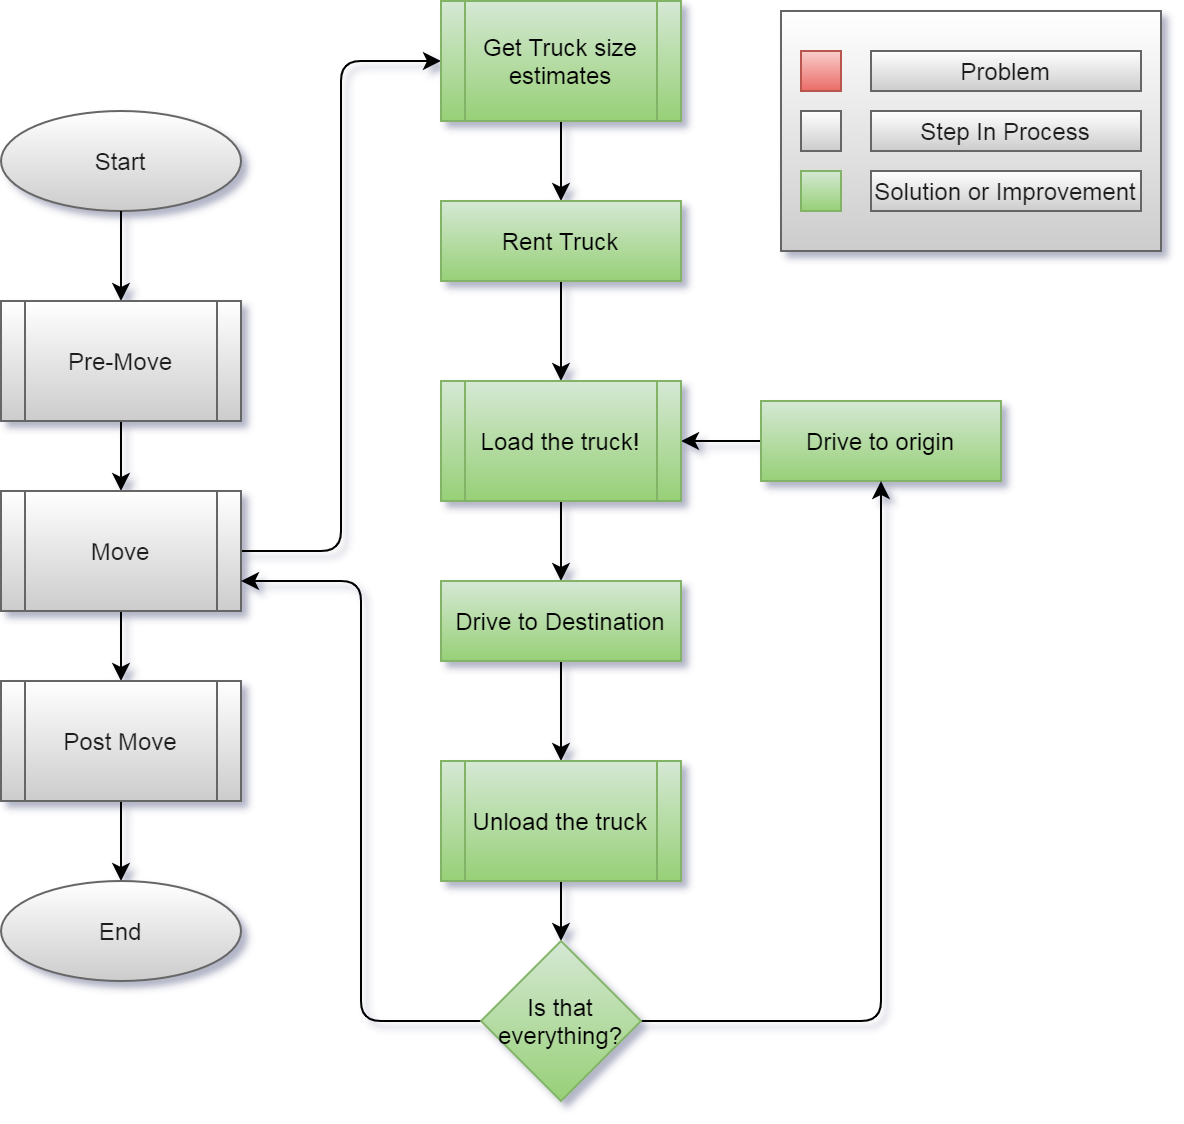 Start
Pre-Move
Move
Post Move
End
Get Truck size
estimates
Rent Truck
Load the truck!
Drive to Destination
Unload the truck
Is that
everything?
Drive to origin
Problem
Step In Process
Solution or Improvement